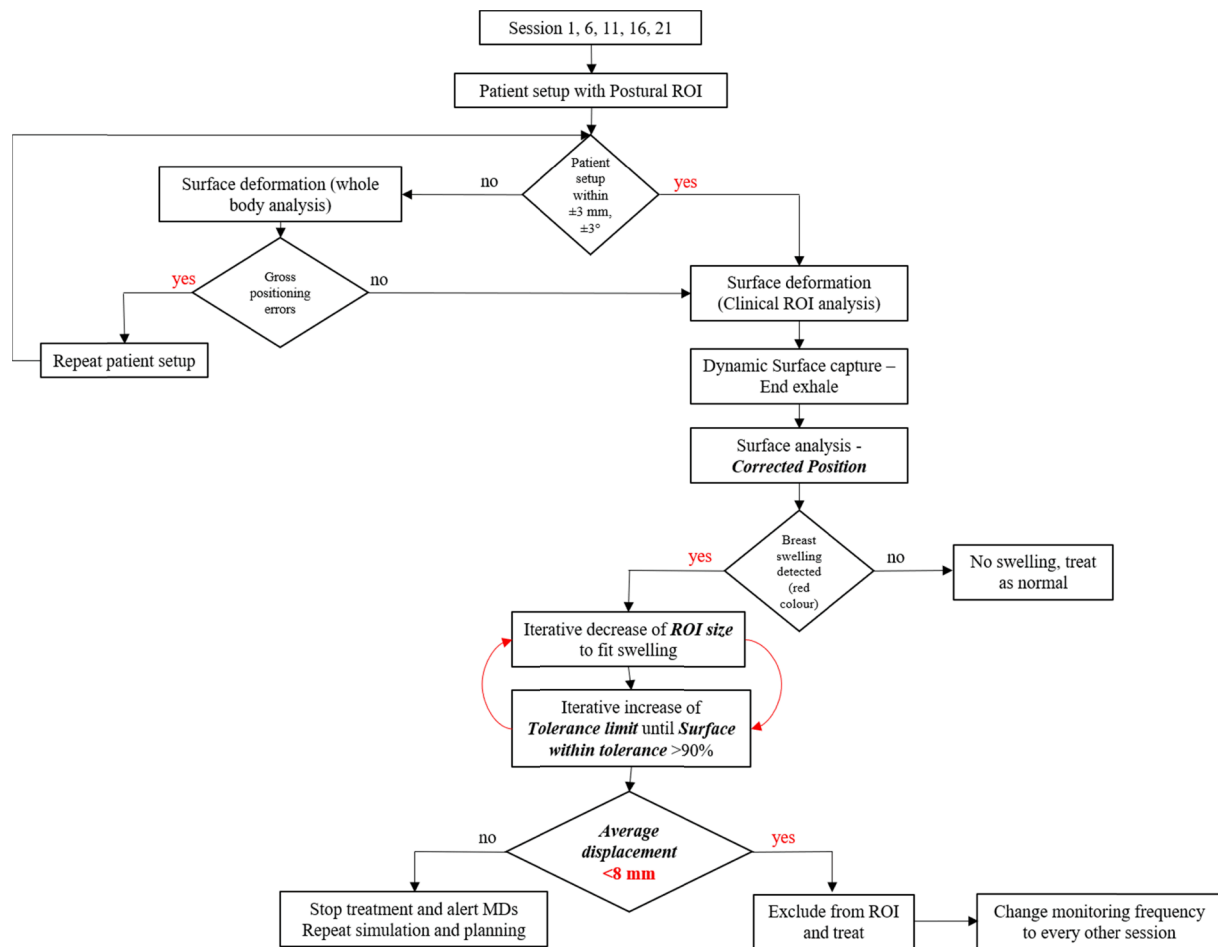 Session 1, 6, 11, 16, 21
Patient setup with Postural ROI
Patient
setup
within
±3 mm,
±3°
no
yes
Surface deformation (whole
body analysis)
Gross
positioning
errors
yes
no
Repeat patient setup
Surface deformation
(Clinical ROI analysis)
Dynamic Surface capture –
End exhale
Surface analysis -
Corrected Position
Breast
swelling
detected
(red
colour)
yes
no
No swelling, treat
as normal
Iterative decrease of ROI size
to fit swelling
Iterative increase of
Tolerance limit until Surface
within tolerance >90%
Average
displacement
<8 mm
no
yes
Stop treatment and alert MDs
Repeat simulation and planning
Exclude from ROI
and treat
Change monitoring frequency
to every other session